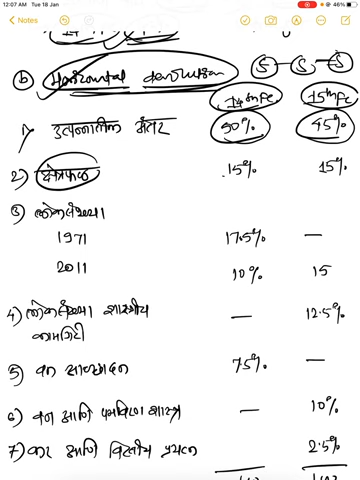 12:07 AM Tue 18 Jan
46%
Notes
ⓑ Horizontal devolution S - S - S
14th FC 15th FC
1) उत्पन्नातील अंतर 50% 45%
2) क्षेत्रफळ 15% 15%
③ लोकसंख्या
1971 17.5% —
2011 10% 15
4) लोकसंख्या शास्त्रीय — 12.5%
कामगिरी
5) वन आच्छादन 7.5% —
6) वन आणि पर्यावरण शास्त्र — 10%
7) कर आणि वित्तीय प्रयत्न 2.5%